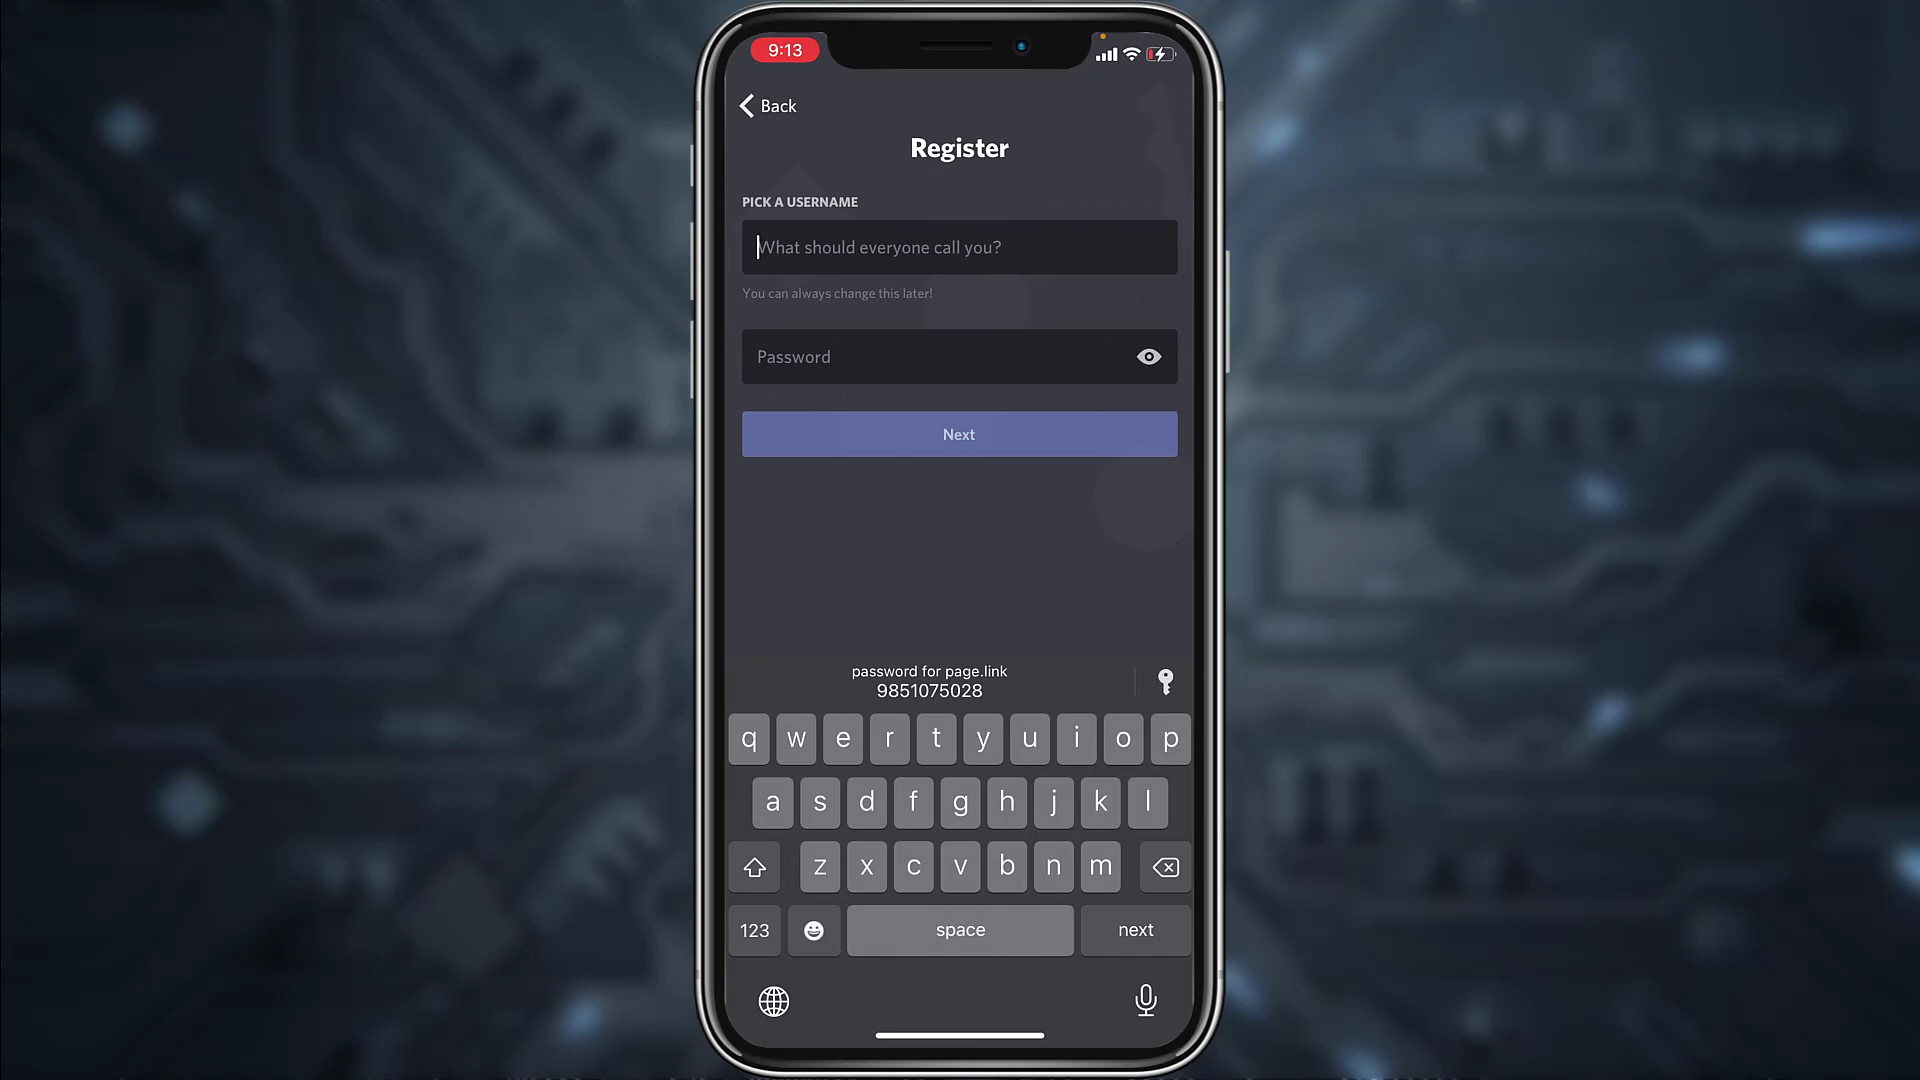 9:13
Back
Register
PICK A USERNAME
What should everyone call you?
You can always change this later!
Password
Next
password for page.link
9851075028
q w e r t y u i o p
a s d f g h j k l
z x c v b n m
123 space next